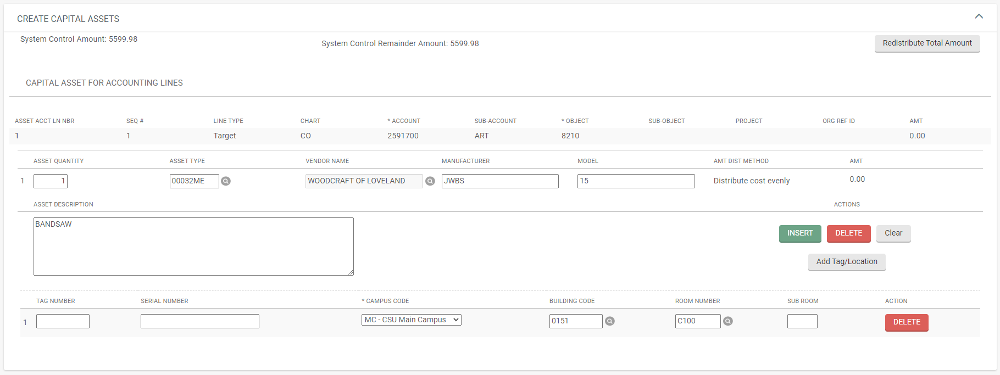 CREATE CAPITAL ASSETS
System Control Amount: 5599.98
System Control Remainder Amount: 5599.98
Redistribute Total Amount
CAPITAL ASSET FOR ACCOUNTING LINES
ASSET ACCT LN NBR SEQ # LINE TYPE CHART * ACCOUNT SUB-ACCOUNT * OBJECT SUB-OBJECT PROJECT ORG REF ID AMT
1 1 Target CO 2591700 ART 8210 0.00
ASSET QUANTITY ASSET TYPE VENDOR NAME MANUFACTURER MODEL AMT DIST METHOD AMT
1 1 00032ME WOODCRAFT OF LOVELAND JWBS 15 Distribute cost evenly 0.00
ASSET DESCRIPTION ACTIONS
BANDSAW
INSERT DELETE Clear
Add Tag/Location
TAG NUMBER SERIAL NUMBER * CAMPUS CODE BUILDING CODE ROOM NUMBER SUB ROOM ACTION
1 MC - CSU Main Campus 0151 C100 DELETE